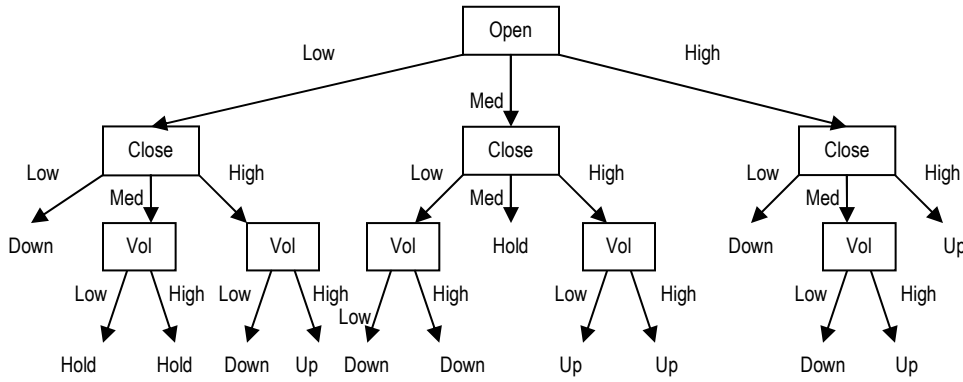 Open
Low High
Med
Close Close Close
Low High Low High Low High
Med Med Med
Down Vol Vol Vol Hold Vol Down Vol Up
Low High Low High High Low High Low High
Low
Hold Hold Down Up Down Down Up Up Down Up